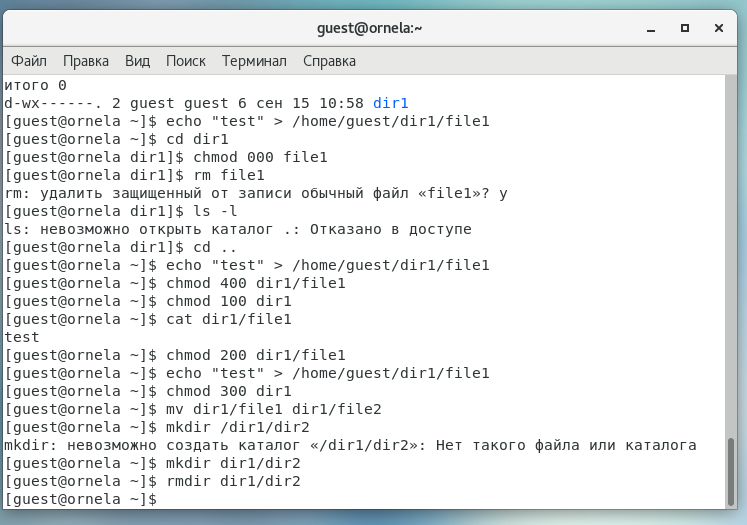 guest@ornela:~
Файл Правка Вид Поиск Терминал Справка
итого 0
d-wx------. 2 guest guest 6 сен 15 10:58 dir1
[guest@ornela ~]$ echo "test" > /home/guest/dir1/file1
[guest@ornela ~]$ cd dir1
[guest@ornela dir1]$ chmod 000 file1
[guest@ornela dir1]$ rm file1
rm: удалить защищенный от записи обычный файл «file1»? y
[guest@ornela dir1]$ ls -l
ls: невозможно открыть каталог .: Отказано в доступе
[guest@ornela dir1]$ cd ..
[guest@ornela ~]$ echo "test" > /home/guest/dir1/file1
[guest@ornela ~]$ chmod 400 dir1/file1
[guest@ornela ~]$ chmod 100 dir1
[guest@ornela ~]$ cat dir1/file1
test
[guest@ornela ~]$ chmod 200 dir1/file1
[guest@ornela ~]$ echo "test" > /home/guest/dir1/file1
[guest@ornela ~]$ chmod 300 dir1
[guest@ornela ~]$ mv dir1/file1 dir1/file2
[guest@ornela ~]$ mkdir /dir1/dir2
mkdir: невозможно создать каталог «/dir1/dir2»: Нет такого файла или каталога
[guest@ornela ~]$ mkdir dir1/dir2
[guest@ornela ~]$ rmdir dir1/dir2
[guest@ornela ~]$